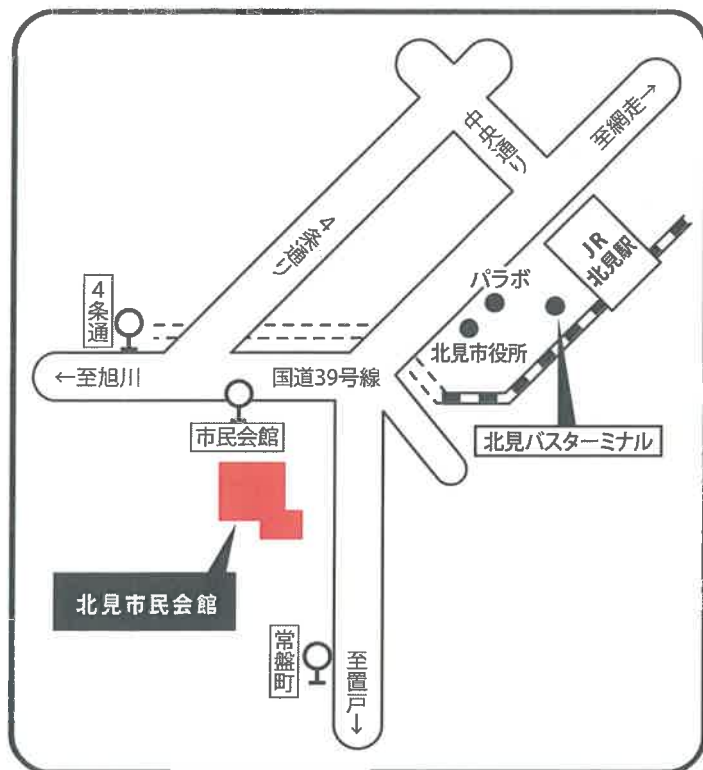 中央通り
至網走→
4条通り
JR
北見駅
パラボ
4条通
北見市役所
←至旭川
国道39号線
市民会館
北見バスターミナル
北見市民会館
常盤町
至置戸→